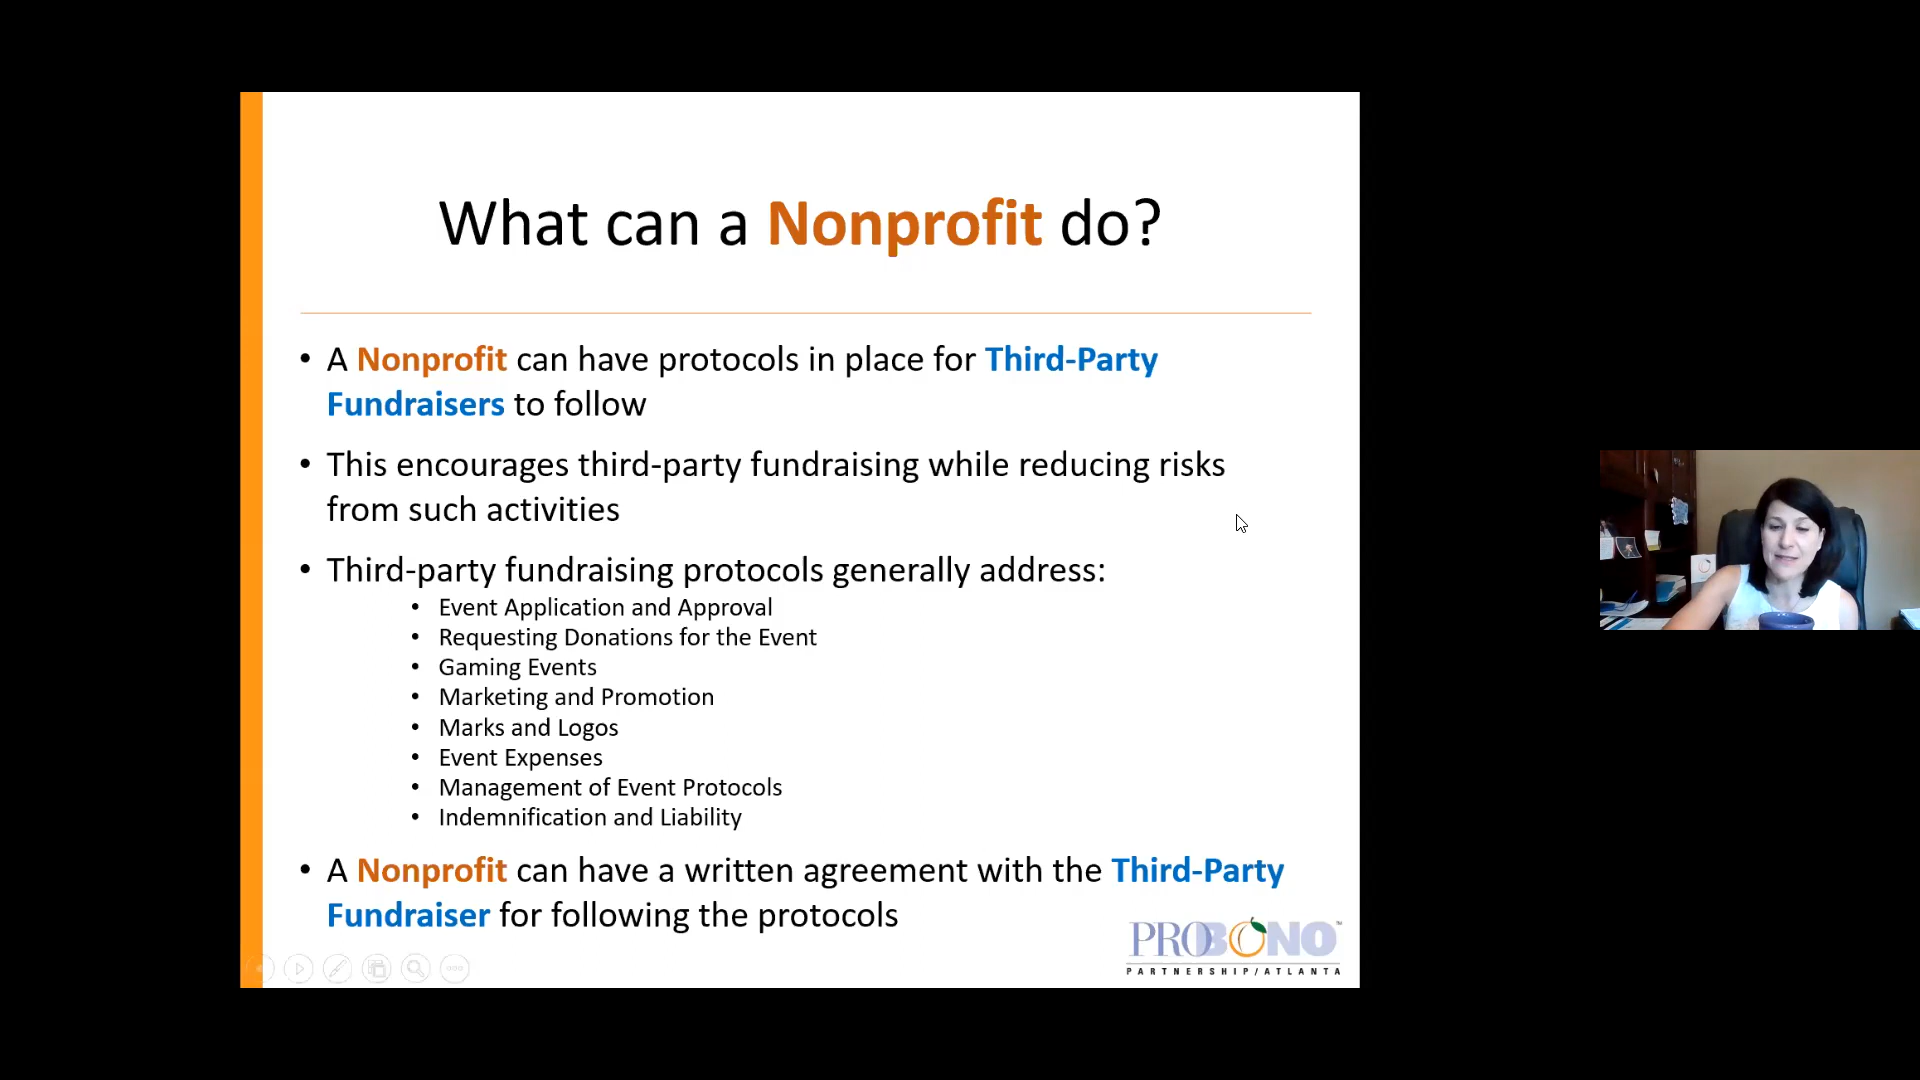 What can a Nonprofit do?
• A Nonprofit can have protocols in place for Third-Party
Fundraisers to follow
• This encourages third-party fundraising while reducing risks
from such activities
• Third-party fundraising protocols generally address:
• Event Application and Approval
• Requesting Donations for the Event
• Gaming Events
• Marketing and Promotion
• Marks and Logos
• Event Expenses
• Management of Event Protocols
• Indemnification and Liability
• A Nonprofit can have a written agreement with the Third-Party
Fundraiser for following the protocols
PROBONO™
PARTNERSHIP/ATLANTA